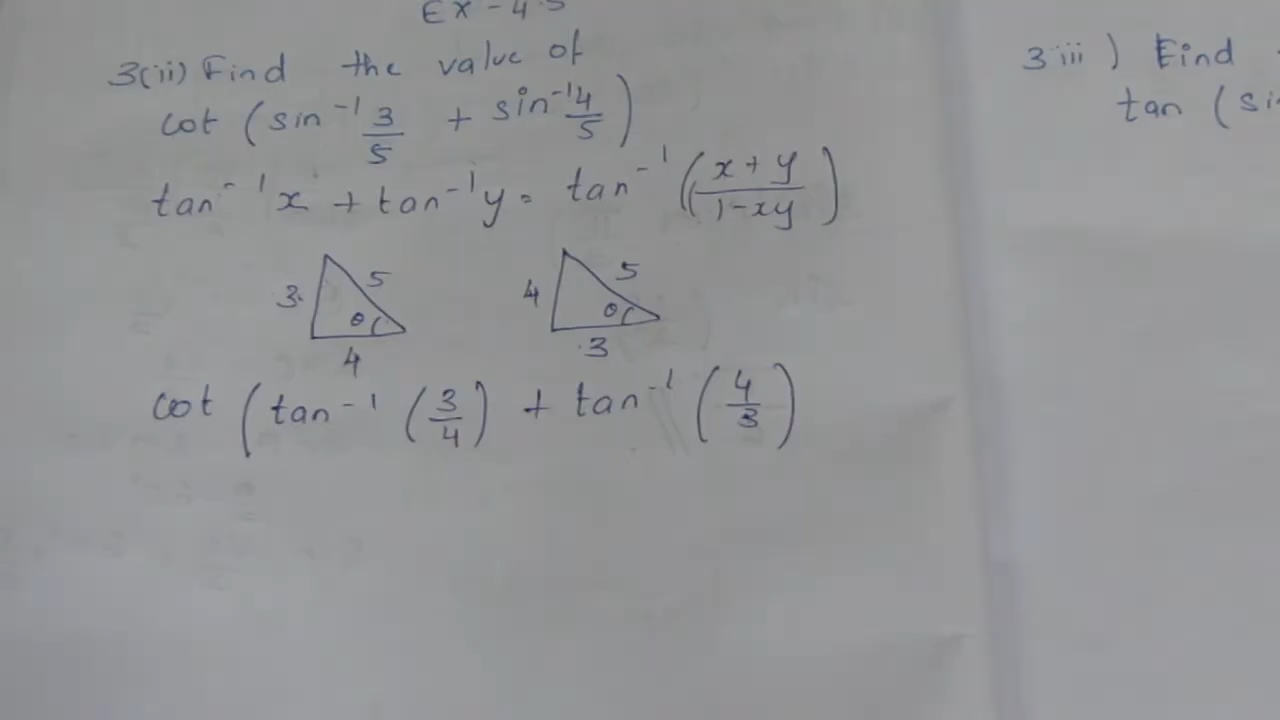 Ex - 4.5
3(ii) Find the value of
cot (sin⁻¹ 3/5 + sin⁻¹ 4/5)
tan⁻¹x + tan⁻¹y = tan⁻¹ ((x + y)/(1-xy))
3 5 θ 4
4 5 θ 3
cot (tan⁻¹ (3/4) + tan⁻¹ (4/3)
3 iii ) Find
tan (